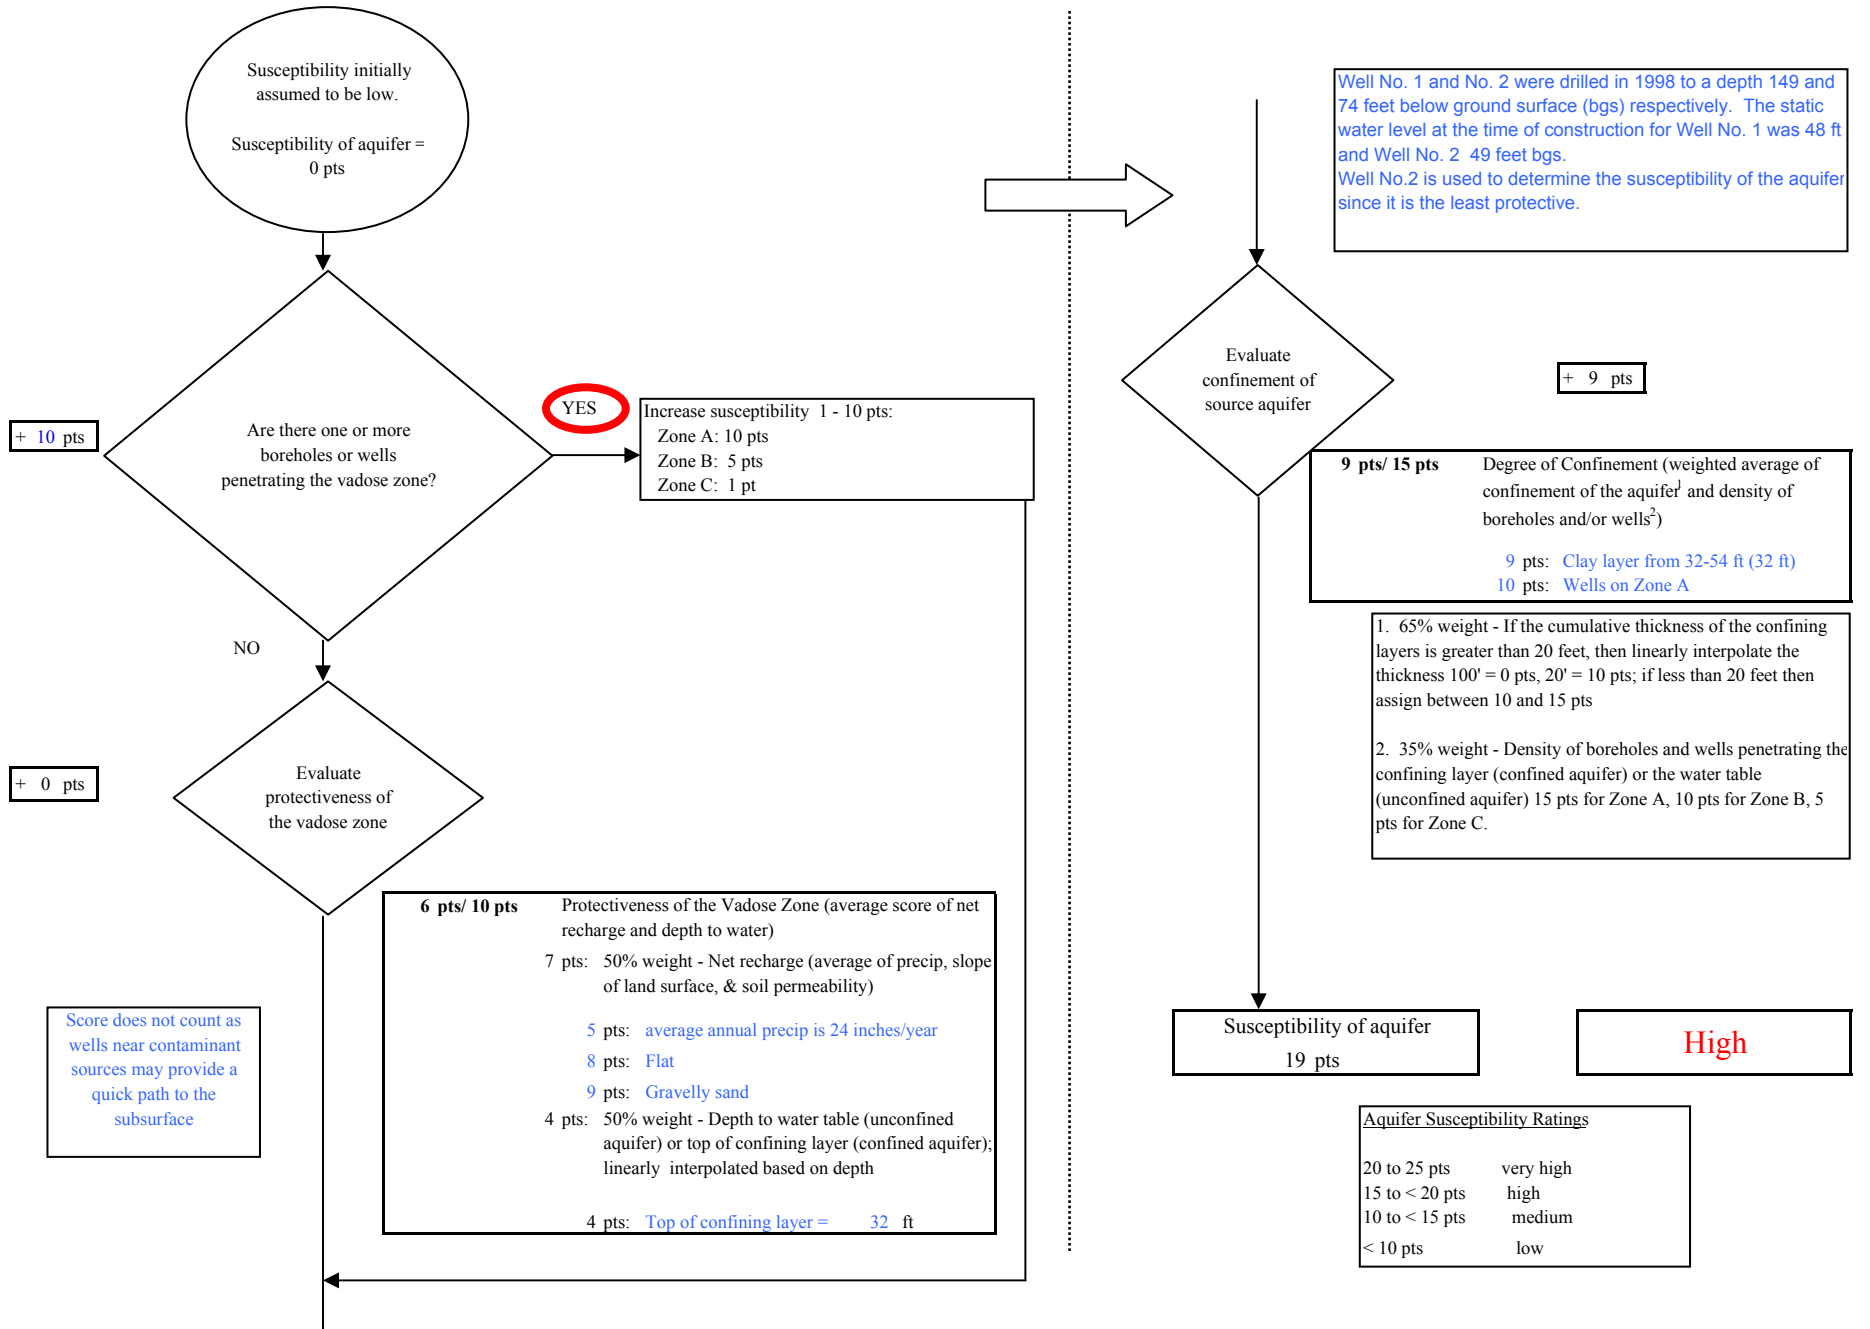 Susceptibility initially
assumed to be low.
Susceptibility of aquifer =
0 pts
+ 10 pts
Are there one or more
boreholes or wells
penetrating the vadose zone?
YES
Increase susceptibility 1 - 10 pts:
Zone A: 10 pts
Zone B: 5 pts
Zone C: 1 pt
NO
+ 0 pts
Evaluate
protectiveness of
the vadose zone
6 pts/ 10 pts Protectiveness of the Vadose Zone (average score of net
recharge and depth to water)
7 pts: 50% weight - Net recharge (average of precip, slope
of land surface, & soil permeability)
5 pts: average annual precip is 24 inches/year
8 pts: Flat
9 pts: Gravelly sand
4 pts: 50% weight - Depth to water table (unconfined
aquifer) or top of confining layer (confined aquifer);
linearly interpolated based on depth
4 pts: Top of confining layer = 32 ft
Score does not count as
wells near contaminant
sources may provide a
quick path to the
subsurface
Well No. 1 and No. 2 were drilled in 1998 to a depth 149 and
74 feet below ground surface (bgs) respectively. The static
water level at the time of construction for Well No. 1 was 48 ft
and Well No. 2 49 feet bgs.
Well No.2 is used to determine the susceptibility of the aquifer
since it is the least protective.
Evaluate
confinement of
source aquifer
+ 9 pts
9 pts/ 15 pts Degree of Confinement (weighted average of
confinement of the aquifer1 and density of
boreholes and/or wells2)
9 pts: Clay layer from 32-54 ft (32 ft)
10 pts: Wells on Zone A
1. 65% weight - If the cumulative thickness of the confining
layers is greater than 20 feet, then linearly interpolate the
thickness 100' = 0 pts, 20' = 10 pts; if less than 20 feet then
assign between 10 and 15 pts
2. 35% weight - Density of boreholes and wells penetrating the
confining layer (confined aquifer) or the water table
(unconfined aquifer) 15 pts for Zone A, 10 pts for Zone B, 5
pts for Zone C.
Susceptibility of aquifer
19 pts
High
Aquifer Susceptibility Ratings
20 to 25 pts very high
15 to < 20 pts high
10 to < 15 pts medium
< 10 pts low